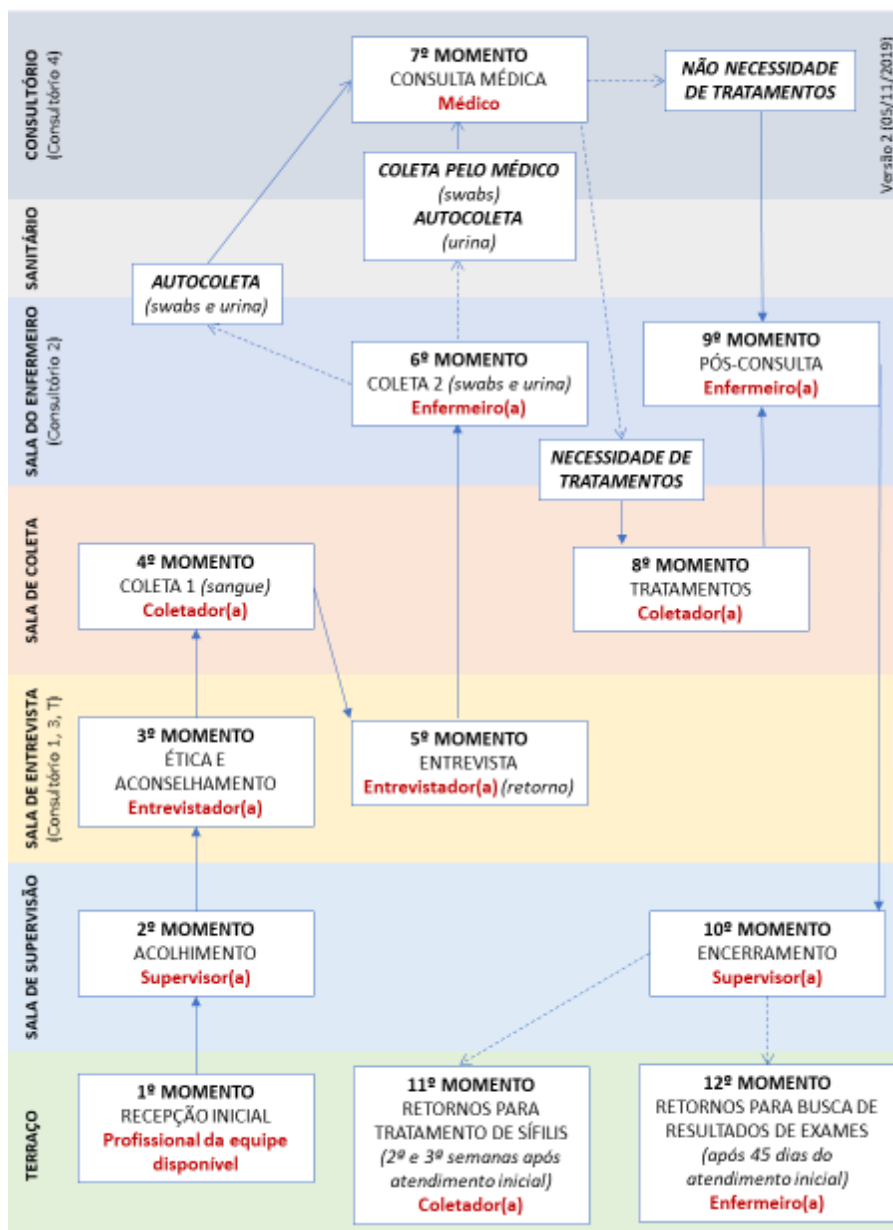 CONSULTÓRIO
(Consultório 4)
7º MOMENTO
CONSULTA MÉDICA
Médico
NÃO NECESSIDADE
DE TRATAMENTOS
Versão 2 (05/11/2019)
COLETA PELO MÉDICO
(swabs)
AUTOCOLETA
(urina)
SANITÁRIO
AUTOCOLETA
(swabs e urina)
SALA DO ENFERMEIRO
(Consultório 2)
6º MOMENTO
COLETA 2 (swabs e urina)
Enfermeiro(a)
9º MOMENTO
PÓS-CONSULTA
Enfermeiro(a)
NECESSIDADE DE
TRATAMENTOS
SALA DE COLETA
4º MOMENTO
COLETA 1 (sangue)
Coletador(a)
8º MOMENTO
TRATAMENTOS
Coletador(a)
SALA DE ENTREVISTA
(Consultório 1, 3, T)
3º MOMENTO
ÉTICA E
ACONSELHAMENTO
Entrevistador(a)
5º MOMENTO
ENTREVISTA
Entrevistador(a) (retorno)
SALA DE SUPERVISÃO
2º MOMENTO
ACOLHIMENTO
Supervisor(a)
10º MOMENTO
ENCERRAMENTO
Supervisor(a)
TERRAÇO
1º MOMENTO
RECEPÇÃO INICIAL
Profissional da equipe
disponível
11º MOMENTO
RETORNOS PARA
TRATAMENTO DE SÍFILIS
(2ª e 3ª semanas após
atendimento inicial)
Coletador(a)
12º MOMENTO
RETORNOS PARA BUSCA DE
RESULTADOS DE EXAMES
(após 45 dias do
atendimento inicial)
Enfermeiro(a)